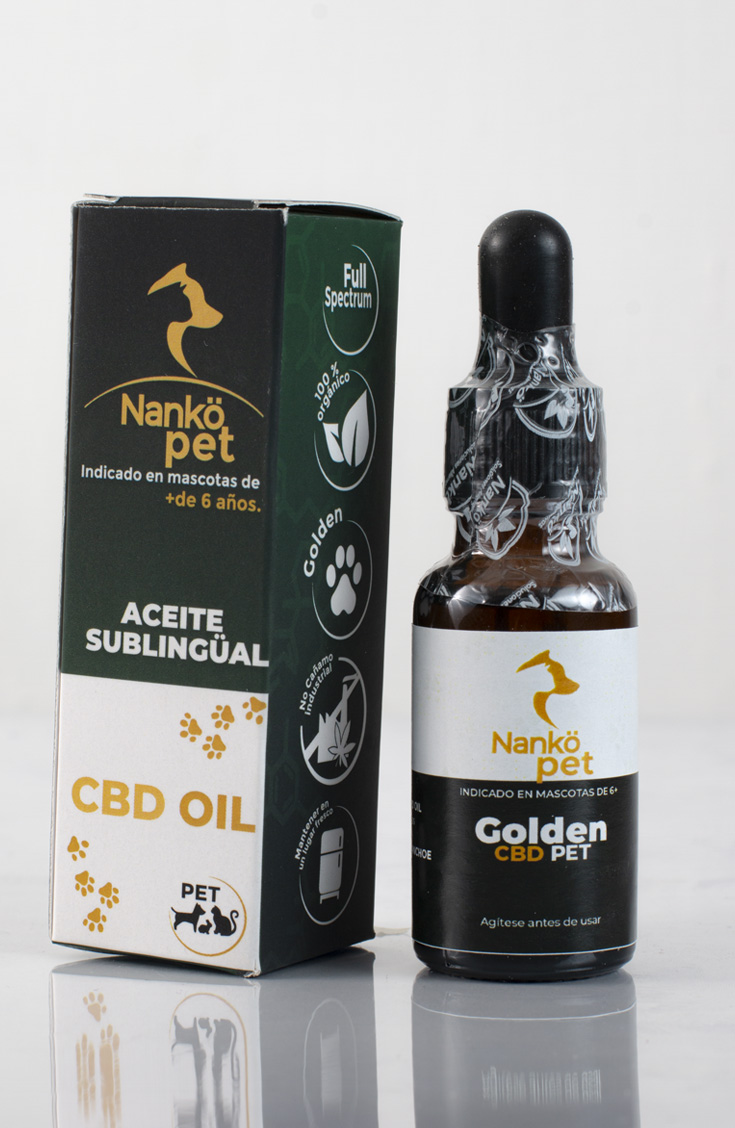 Nankö
pet
Indicado en mascotas de
+de 6 años.
ACEITE
SUBLINGÜAL
CBD OIL
PET
Full
Spectrum
100 %
orgánico
Golden
No Cañamo
industrial
Mantener en
un lugar fresco
Nankö
pet
INDICADO EN MASCOTAS DE 6+
Golden
CBD PET
Agítese antes de usar
OIL